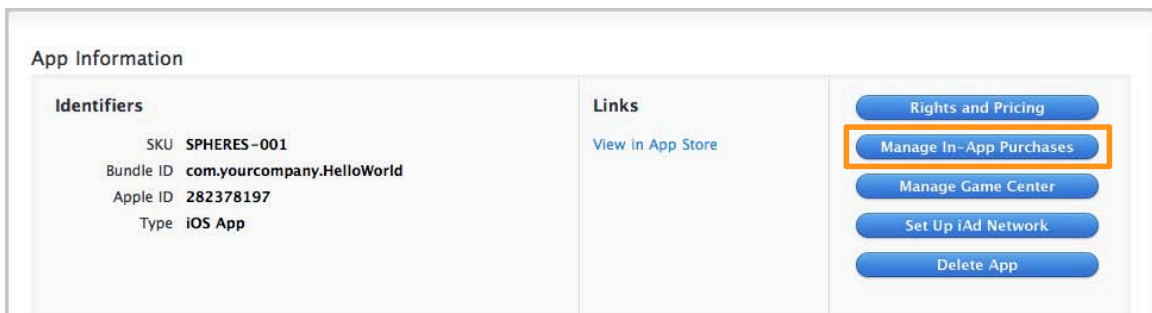 App Information
Identifiers
SKU SPHERES-001
Bundle ID com.yourcompany.HelloWorld
Apple ID 282378197
Type iOS App
Links
View in App Store
Rights and Pricing
Manage In-App Purchases
Manage Game Center
Set Up iAd Network
Delete App